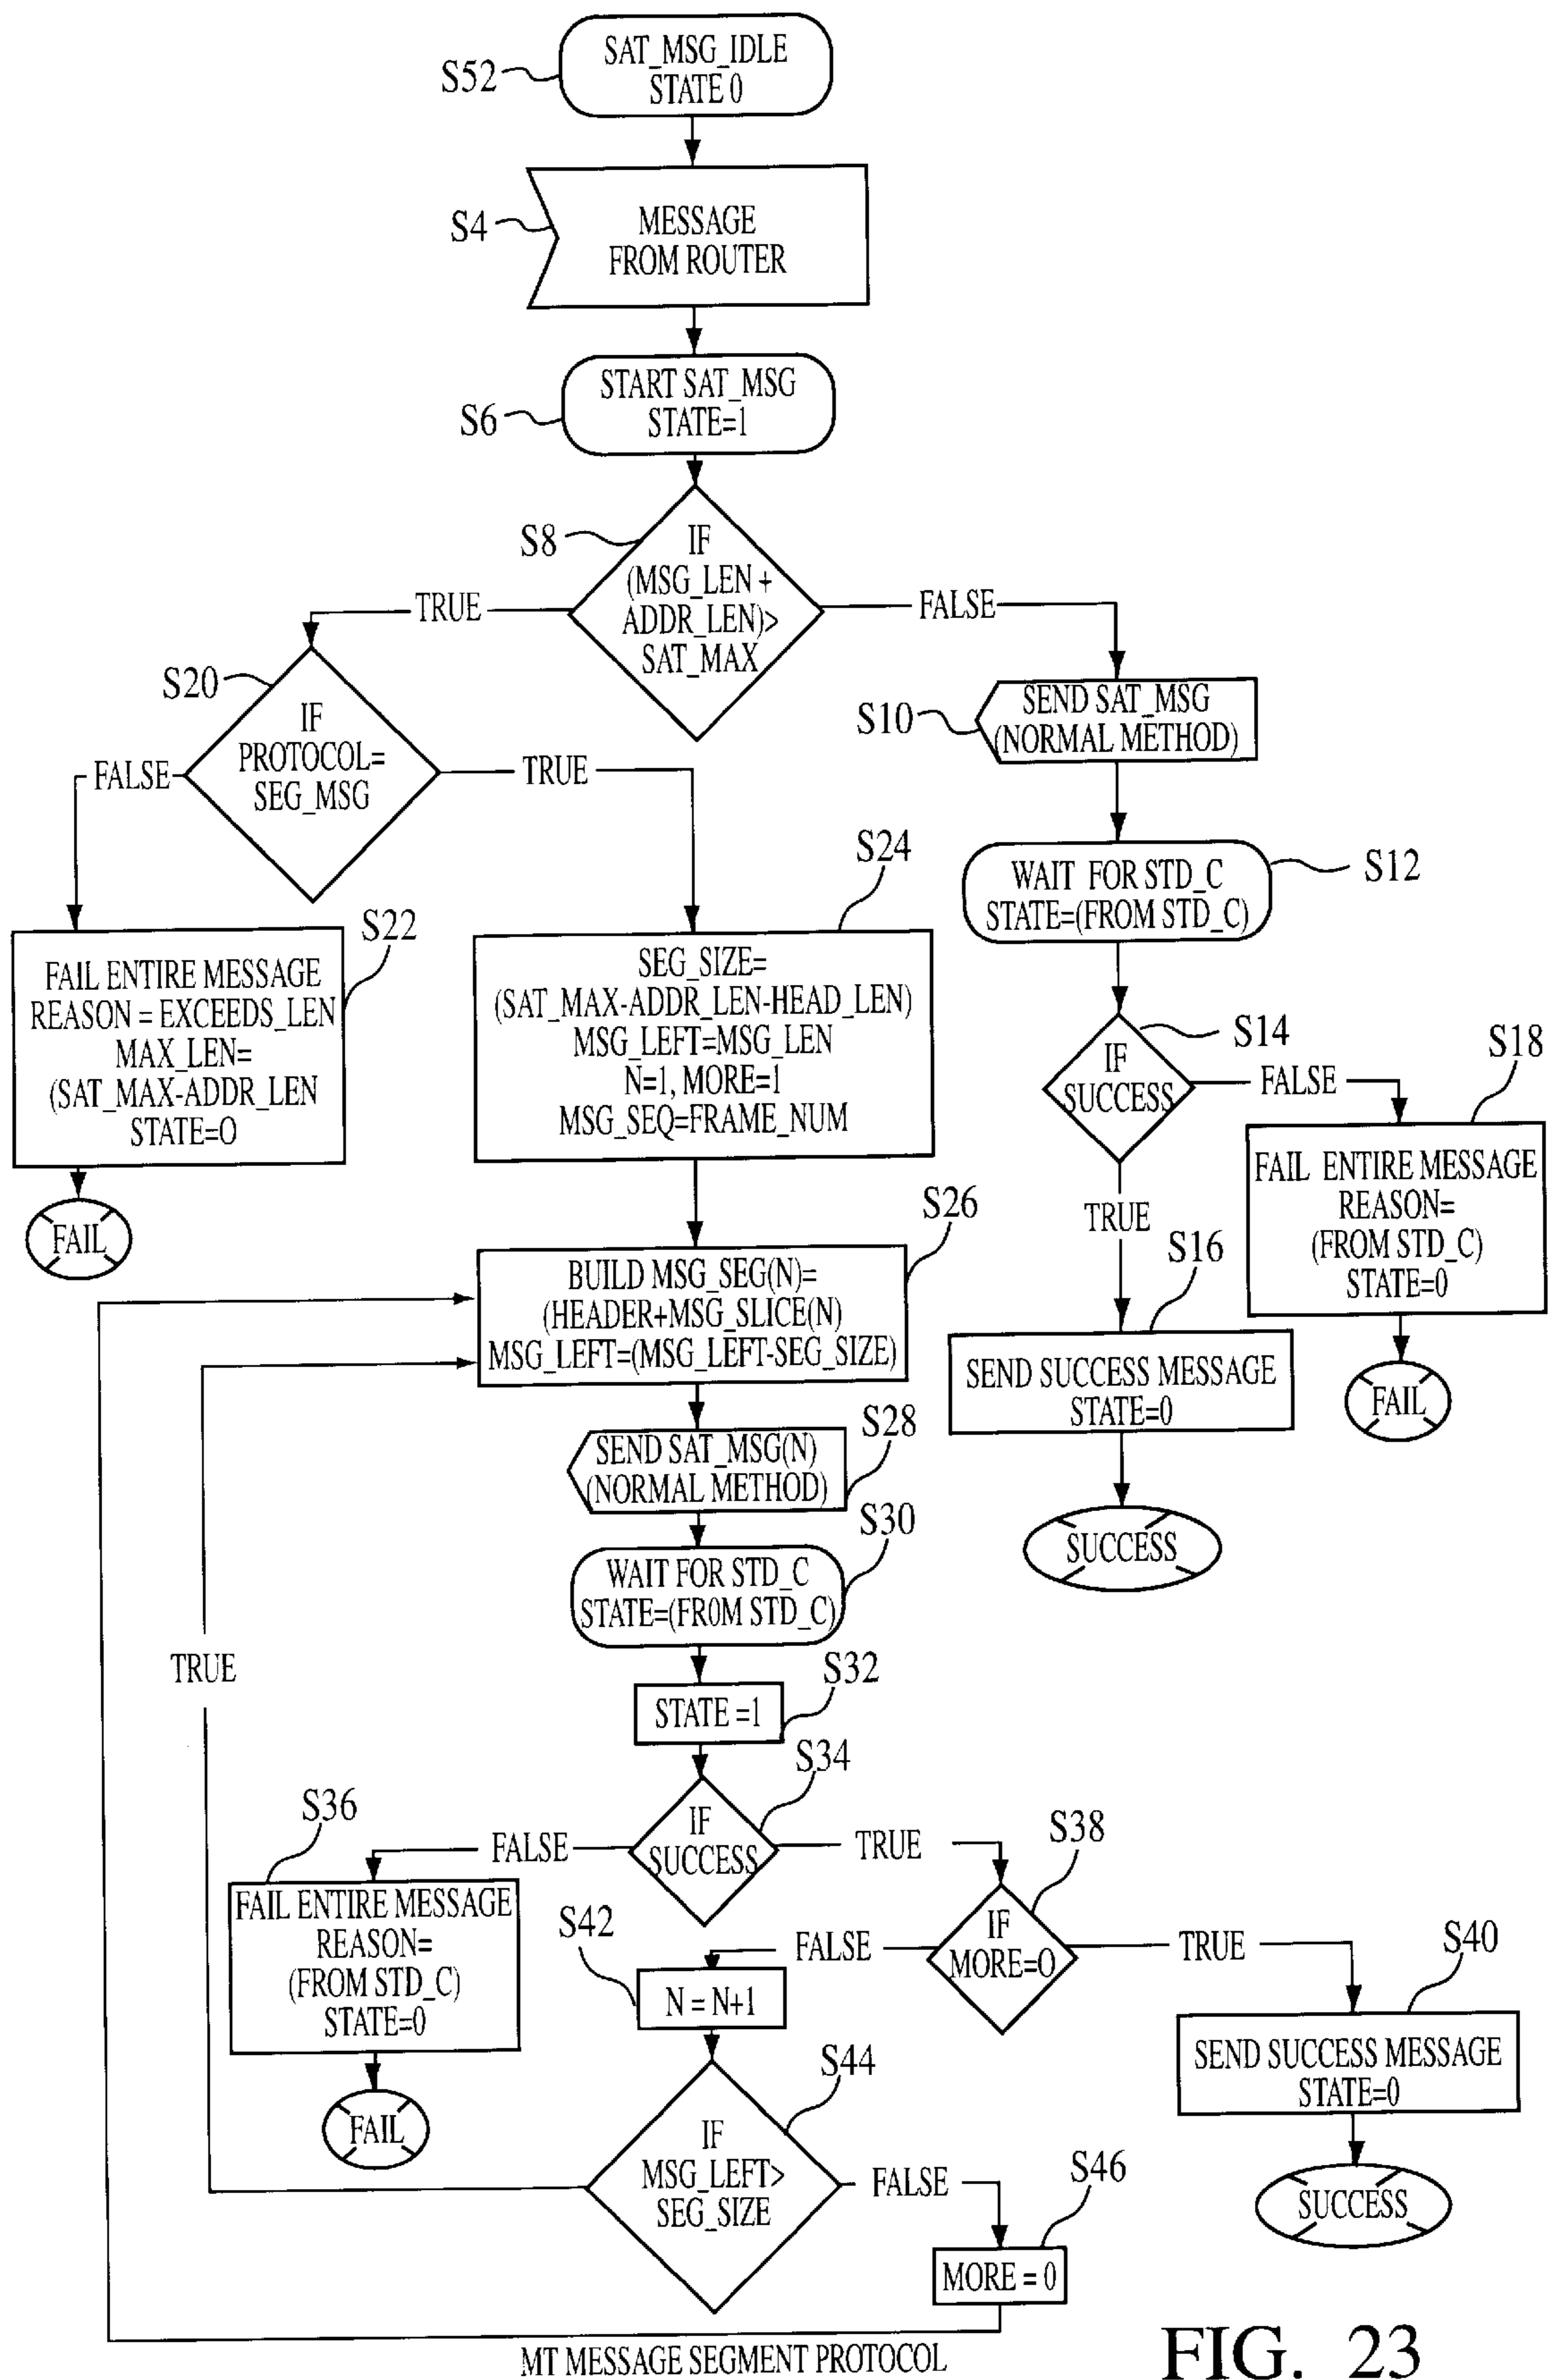 S52
SAT_MSG_IDLE
STATE 0
S4
MESSAGE
FROM ROUTER
S6
START SAT_MSG
STATE=1
S8
IF
(MSG_LEN +
ADDR_LEN)>
SAT_MAX
TRUE
FALSE
S20
IF
PROTOCOL=
SEG_MSG
FALSE
TRUE
S10
SEND SAT_MSG
(NORMAL METHOD)
S12
WAIT FOR STD_C
STATE=(FROM STD_C)
S22
FAIL ENTIRE MESSAGE
REASON = EXCEEDS_LEN
MAX_LEN=
(SAT_MAX-ADDR_LEN
STATE=O
FAIL
S24
SEG_SIZE=
(SAT_MAX-ADDR_LEN-HEAD_LEN)
MSG_LEFT=MSG_LEN
N=1, MORE=1
MSG_SEQ=FRAME_NUM
S14
IF
SUCCESS
FALSE
TRUE
S18
FAIL ENTIRE MESSAGE
REASON=
(FROM STD_C)
STATE=0
FAIL
S16
SEND SUCCESS MESSAGE
STATE=0
SUCCESS
S26
BUILD MSG_SEG(N)=
(HEADER+MSG_SLICE(N)
MSG_LEFT=(MSG_LEFT-SEG_SIZE)
S28
SEND SAT_MSG(N)
(NORMAL METHOD)
S30
WAIT FOR STD_C
STATE=(FROM STD_C)
TRUE
S32
STATE =1
S34
IF
SUCCESS
FALSE
TRUE
S36
FAIL ENTIRE MESSAGE
REASON=
(FROM STD_C)
STATE=0
FAIL
S38
IF
MORE=O
FALSE
TRUE
S42
N = N+1
S40
SEND SUCCESS MESSAGE
STATE=0
SUCCESS
S44
IF
MSG_LEFT>
SEG_SIZE
FALSE
S46
MORE = 0
MT MESSAGE SEGMENT PROTOCOL
FIG. 23